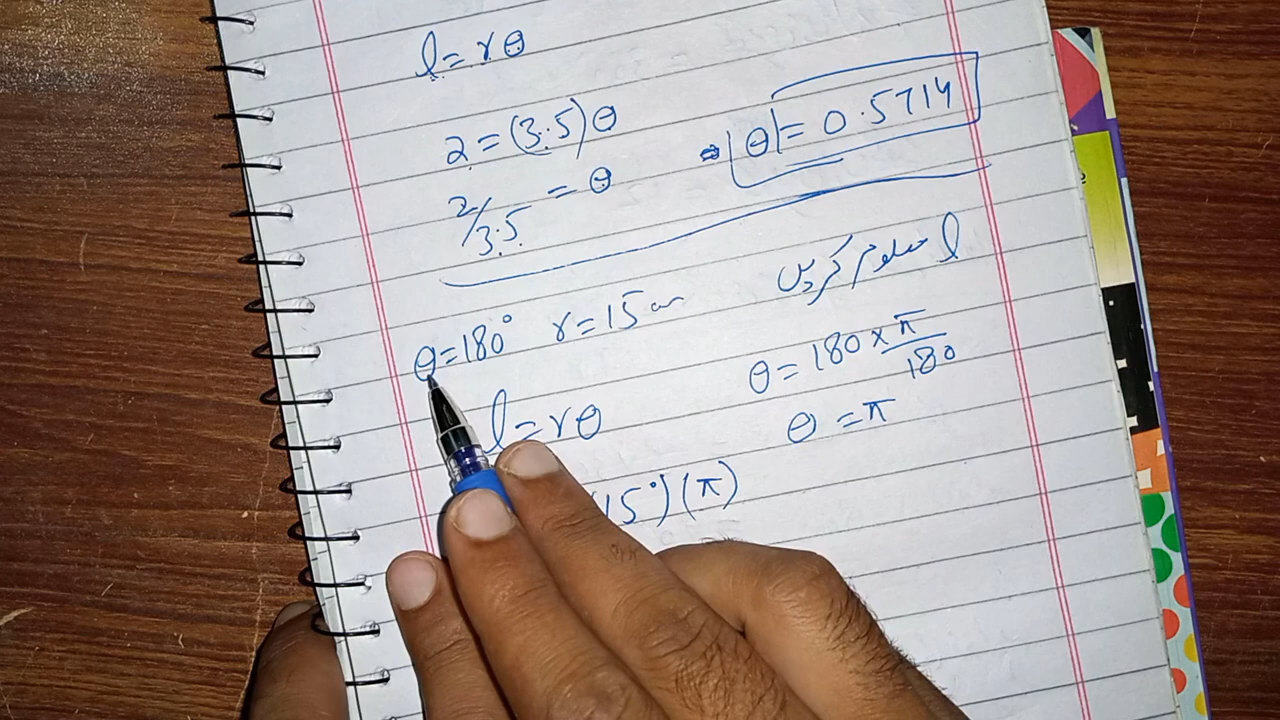 l = rθ
2 = (3.5)θ
2/3.5 = θ
⇒ |θ| = 0.5714
l معلوم کریں
θ = 180° r = 15 cm
θ = 180 × π/180
l = rθ
θ = π
(15°)(π)